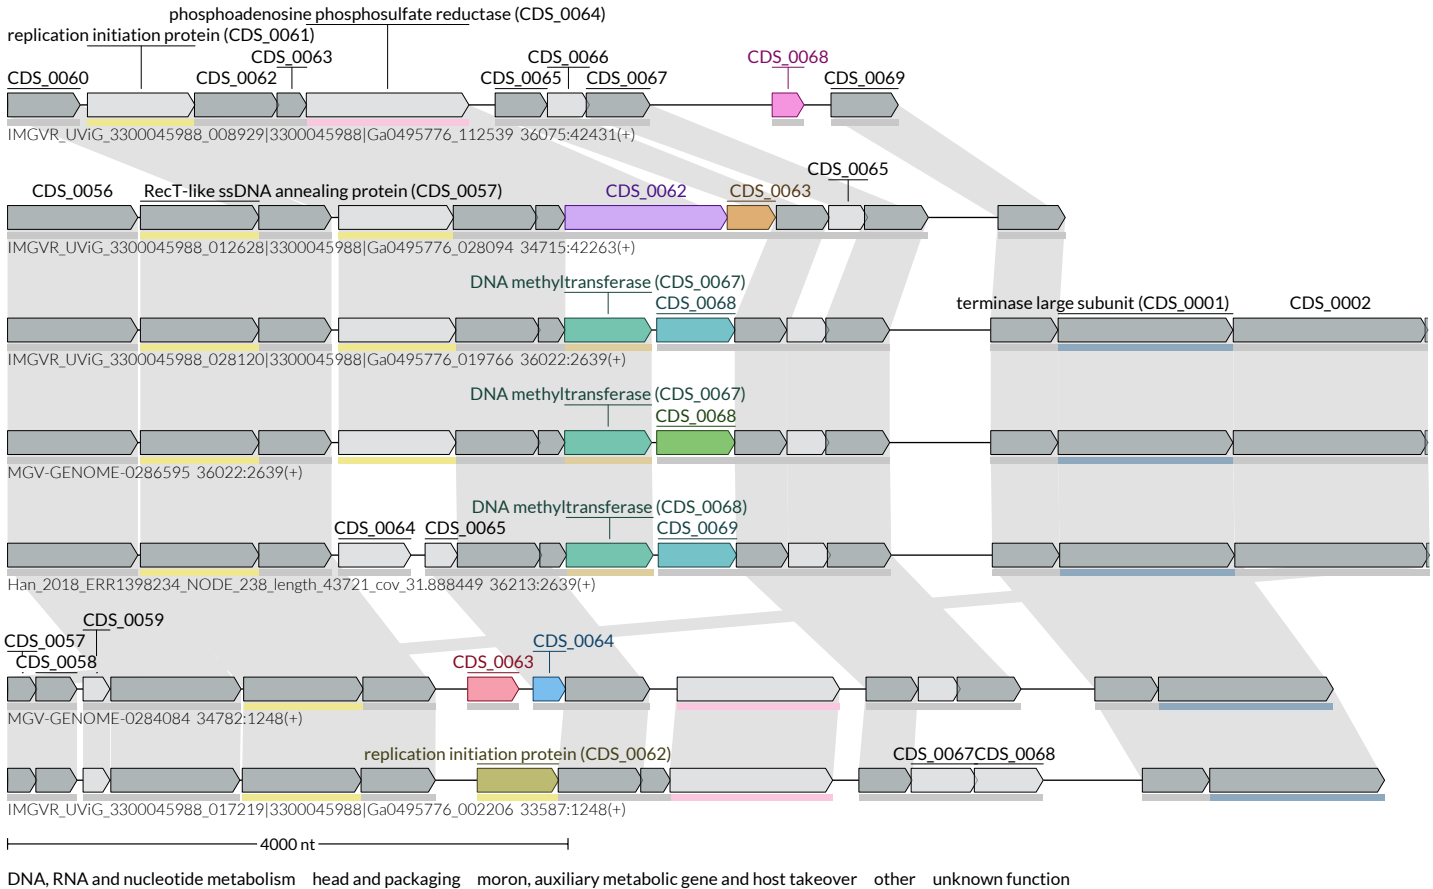 phosphoadenosine phosphosulfate reductase (CDS_0064)
replication initiation protein (CDS_0061)
CDS_0063 CDS_0066 CDS_0068
CDS_0060 CDS_0062 CDS_0065 CDS_0067 CDS_0069
IMGVR_UViG_3300045988_008929|3300045988|Ga0495776_112539 36075:42431(+)
CDS_0065
CDS_0056 RecT-like ssDNA annealing protein (CDS_0057) CDS_0062 CDS_0063
IMGVR_UViG_3300045988_012628|3300045988|Ga0495776_028094 34715:42263(+)
DNA methyltransferase (CDS_0067)
CDS_0068 terminase large subunit (CDS_0001) CDS_0002
IMGVR_UViG_3300045988_028120|3300045988|Ga0495776_019766 36022:2639(+)
DNA methyltransferase (CDS_0067)
CDS_0068
MGV-GENOME-0286595 36022:2639(+)
DNA methyltransferase (CDS_0068)
CDS_0064 CDS_0065 CDS_0069
Han_2018_ERR1398234_NODE_238_length_43721_cov_31.888449 36213:2639(+)
CDS_0059
CDS_0057 CDS_0064
CDS_0058 CDS_0063
MGV-GENOME-0284084 34782:1248(+)
replication initiation protein (CDS_0062) CDS_0067 CDS_0068
IMGVR_UViG_3300045988_017219|3300045988|Ga0495776_002206 33587:1248(+)
4000 nt
DNA, RNA and nucleotide metabolism head and packaging moron, auxiliary metabolic gene and host takeover other unknown function